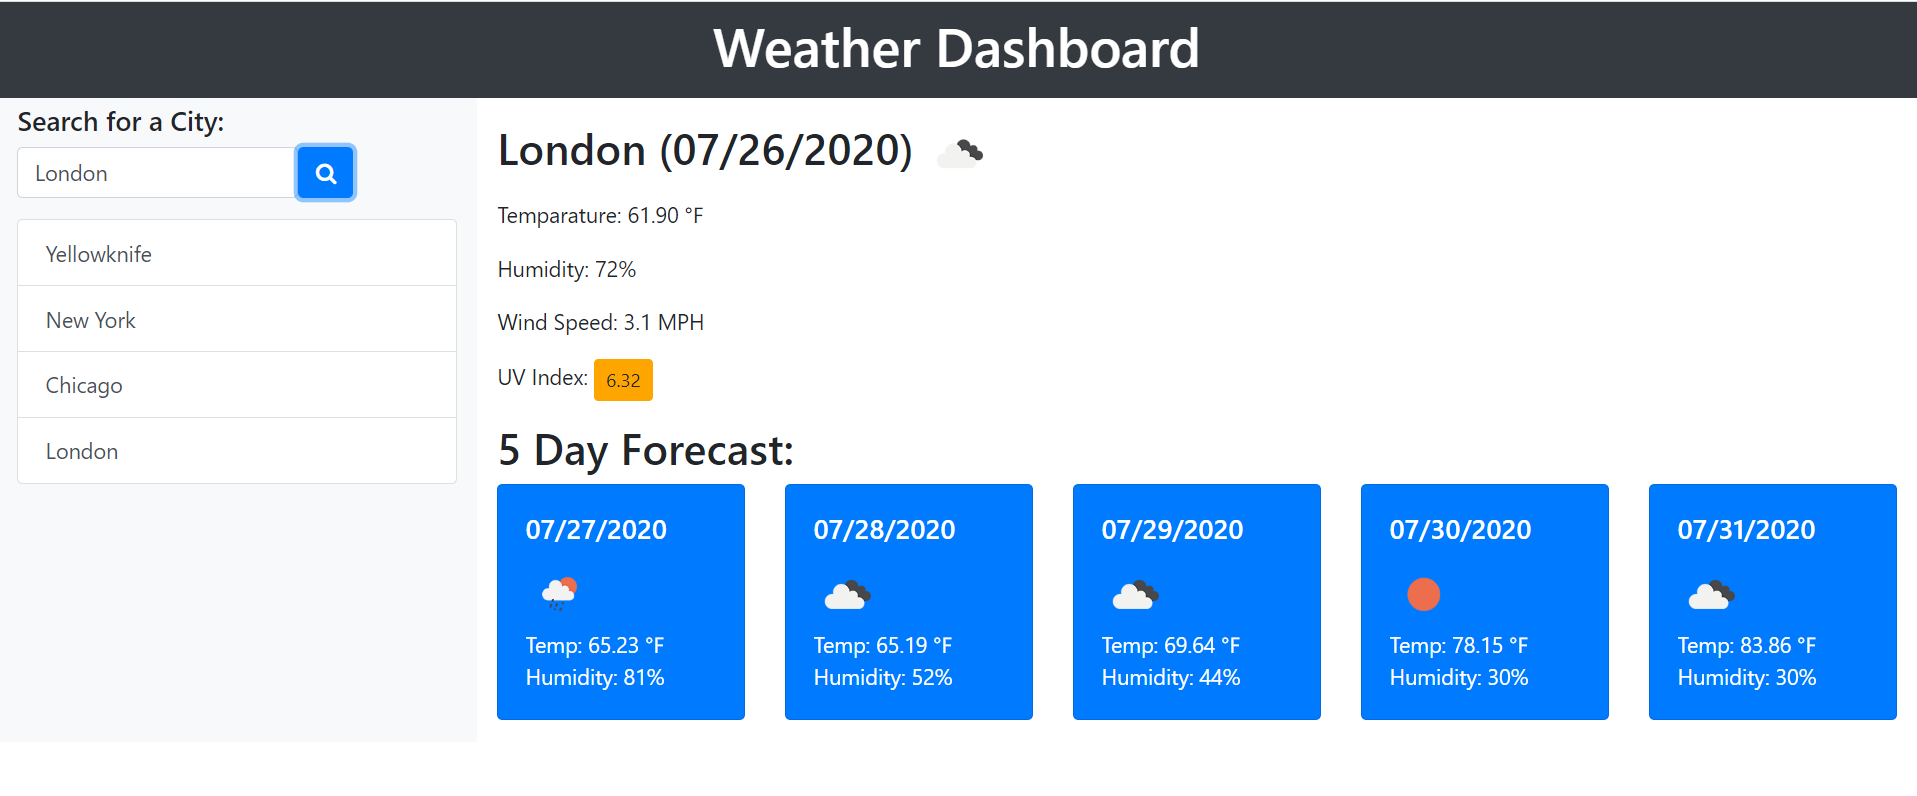 Weather Dashboard
Search for a City:
London
Yellowknife
New York
Chicago
London
London (07/26/2020)
Temparature: 61.90 °F
Humidity: 72%
Wind Speed: 3.1 MPH
UV Index: 6.32
5 Day Forecast:
07/27/2020
Temp: 65.23 °F
Humidity: 81%
07/28/2020
Temp: 65.19 °F
Humidity: 52%
07/29/2020
Temp: 69.64 °F
Humidity: 44%
07/30/2020
Temp: 78.15 °F
Humidity: 30%
07/31/2020
Temp: 83.86 °F
Humidity: 30%